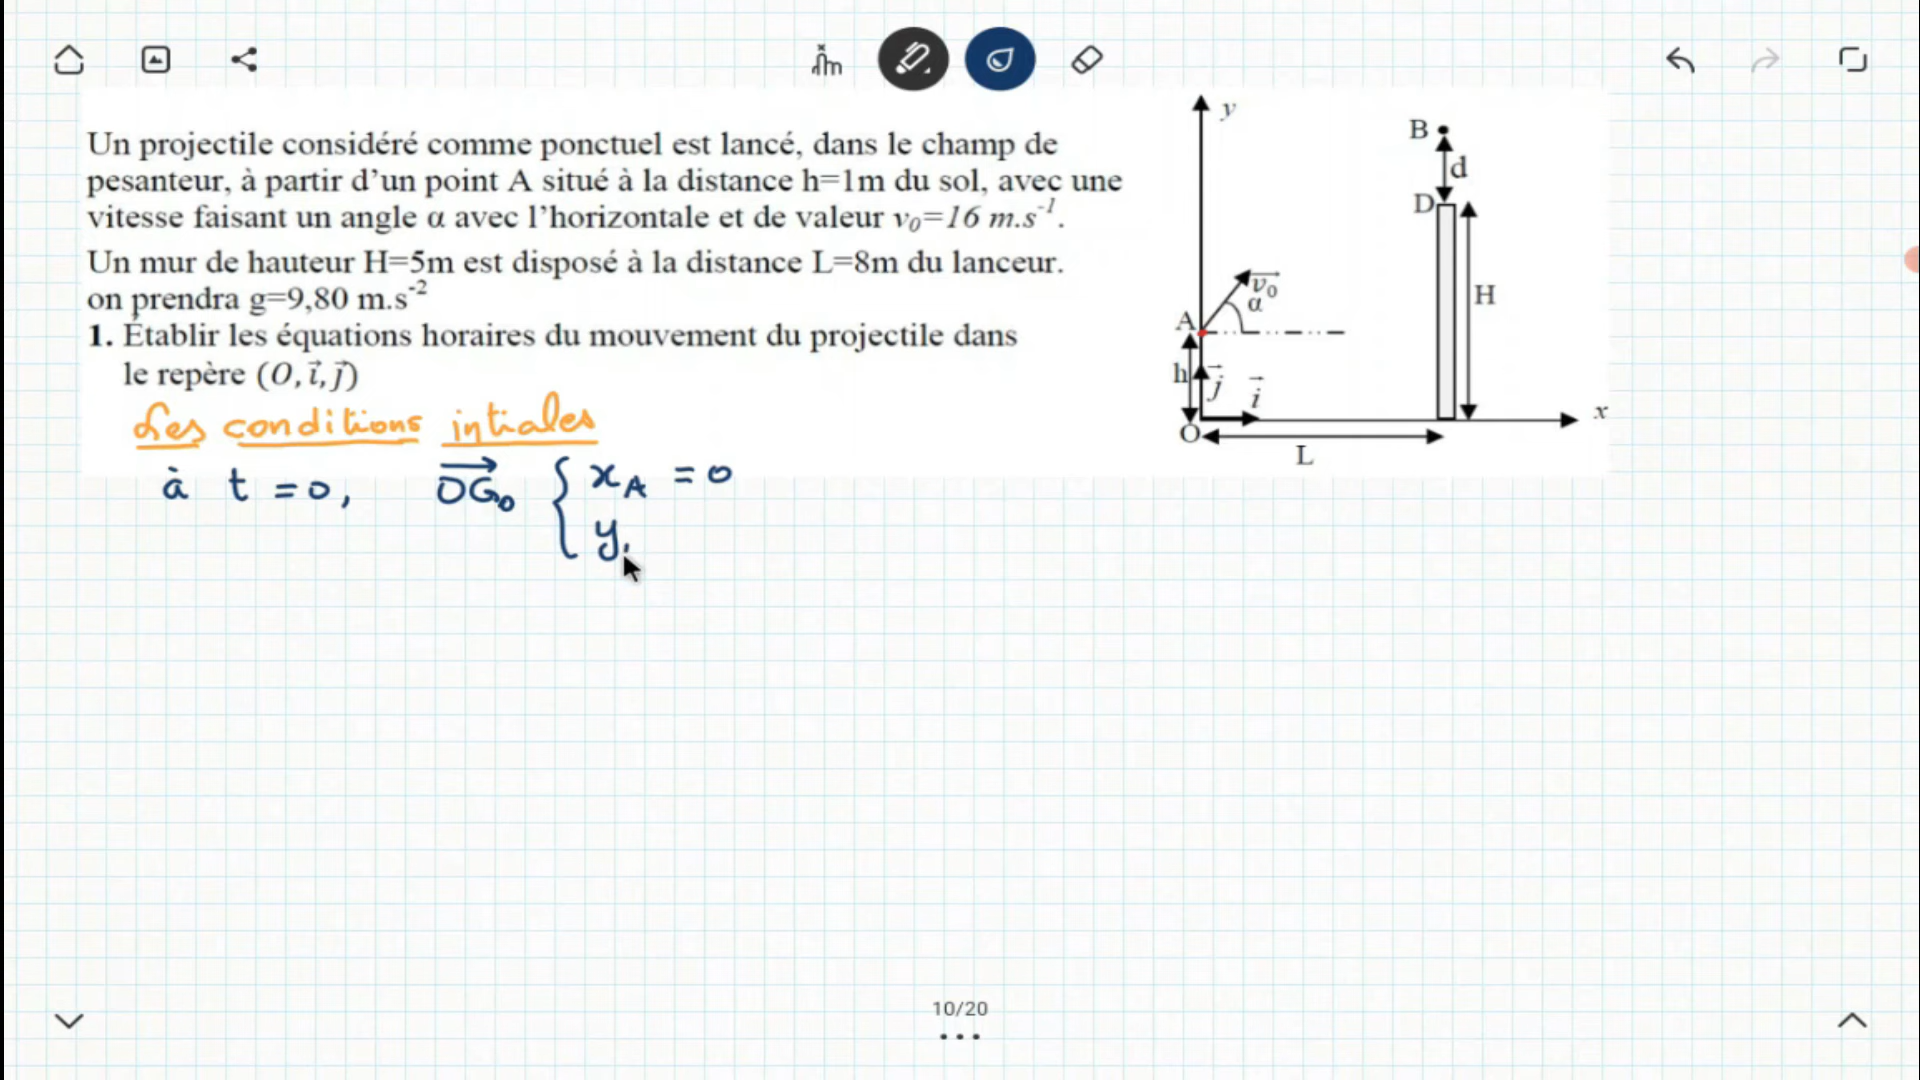 Un projectile considéré comme ponctuel est lancé, dans le champ de
pesanteur, à partir d'un point A situé à la distance h=1m du sol, avec une
vitesse faisant un angle α avec l'horizontale et de valeur v₀=16 m.s⁻¹.
Un mur de hauteur H=5m est disposé à la distance L=8m du lanceur.
on prendra g=9,80 m.s⁻²
1. Établir les équations horaires du mouvement du projectile dans
le repère (O, i⃗, j⃗)
Les conditions intiales
à t = 0, OG₀⃗ { x_A = 0
y
y
B
d
D
v₀⃗
α
H
A
h
j⃗
i⃗
x
O
L
10/20